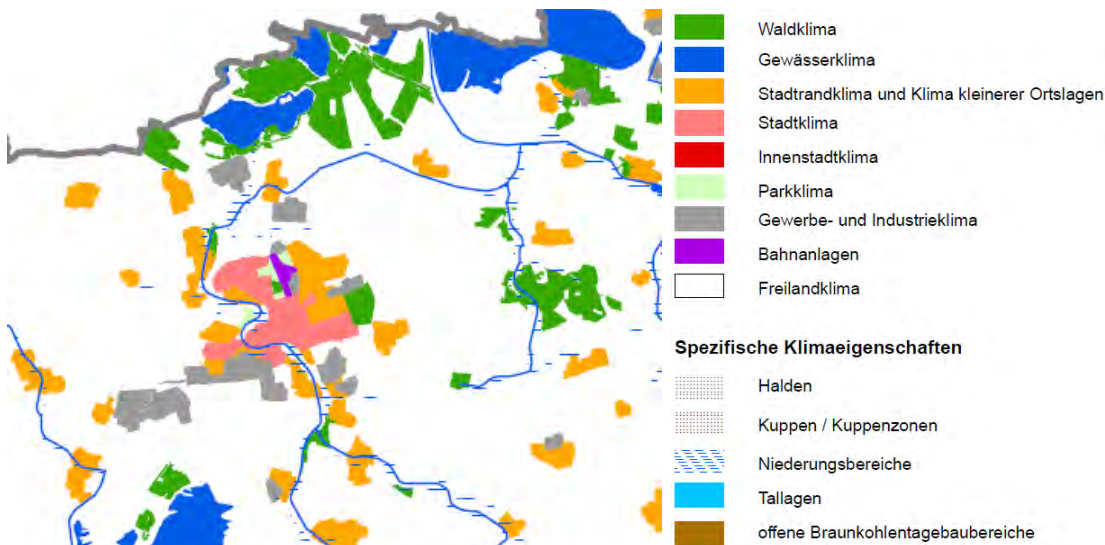 Waldklima
Gewässerklima
Stadtrandklima und Klima kleinerer Ortslagen
Stadtklima
Innenstadtklima
Parkklima
Gewerbe- und Industrieklima
Bahnanlagen
Freilandklima
Spezifische Klimaeigenschaften
Halden
Kuppen / Kuppenzonen
Niederungsbereiche
Tallagen
offene Braunkohlentagebaubereiche